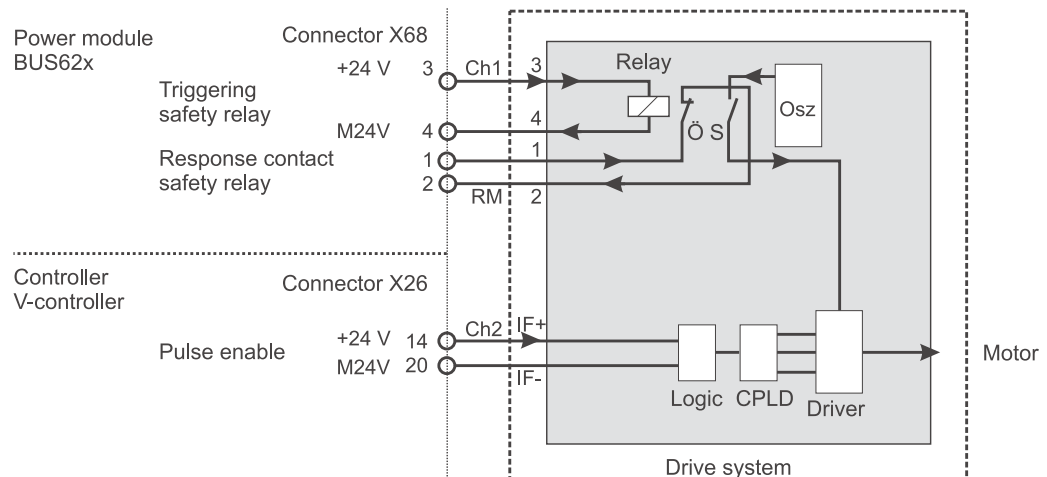 Power module
BUS62x
Connector X68
+24 V 3 Ch1 3
Relay
Triggering
safety relay
Osz
M24V 4 4
Ö S
Response contact
safety relay
1 1
2 RM 2
Controller
V-controller
Connector X26
Pulse enable
+24 V 14 Ch2 IF+
M24V 20 IF-
Motor
Logic CPLD Driver
Drive system